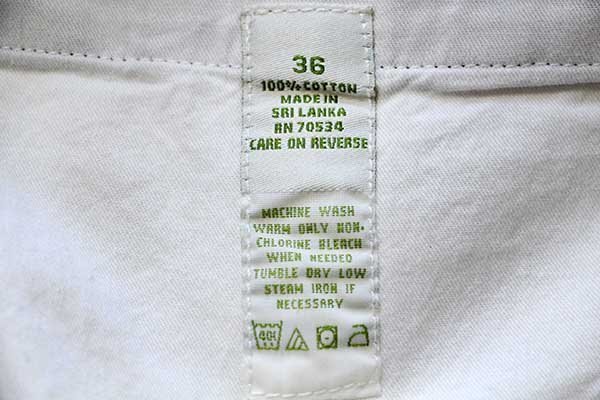 36
100% COTTON
MADE IN
SRI LANKA
RN 70534
CARE ON REVERSE
MACHINE WASH
WARM ONLY NON-
CHLORINE BLEACH
WHEN NEEDED
TUMBLE DRY LOW
STEAM IRON IF
NECESSARY
40